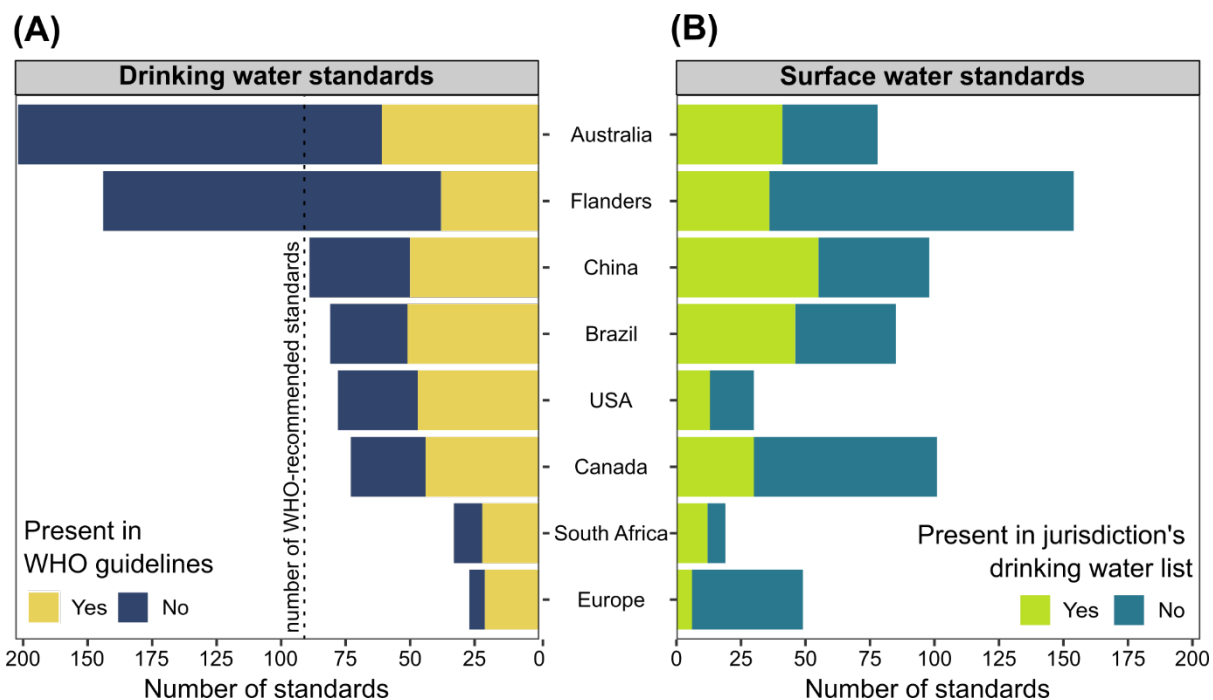 (A)
Drinking water standards
number of WHO-recommended standards
Present in
WHO guidelines
Yes No
200 175 125 125 100 75 50 25 0
Number of standards
Australia
Flanders
China
Brazil
USA
Canada
South Africa
Europe
(B)
Surface water standards
Present in jurisdiction's
drinking water list
Yes No
0 25 50 75 100 125 150 175 200
Number of standards